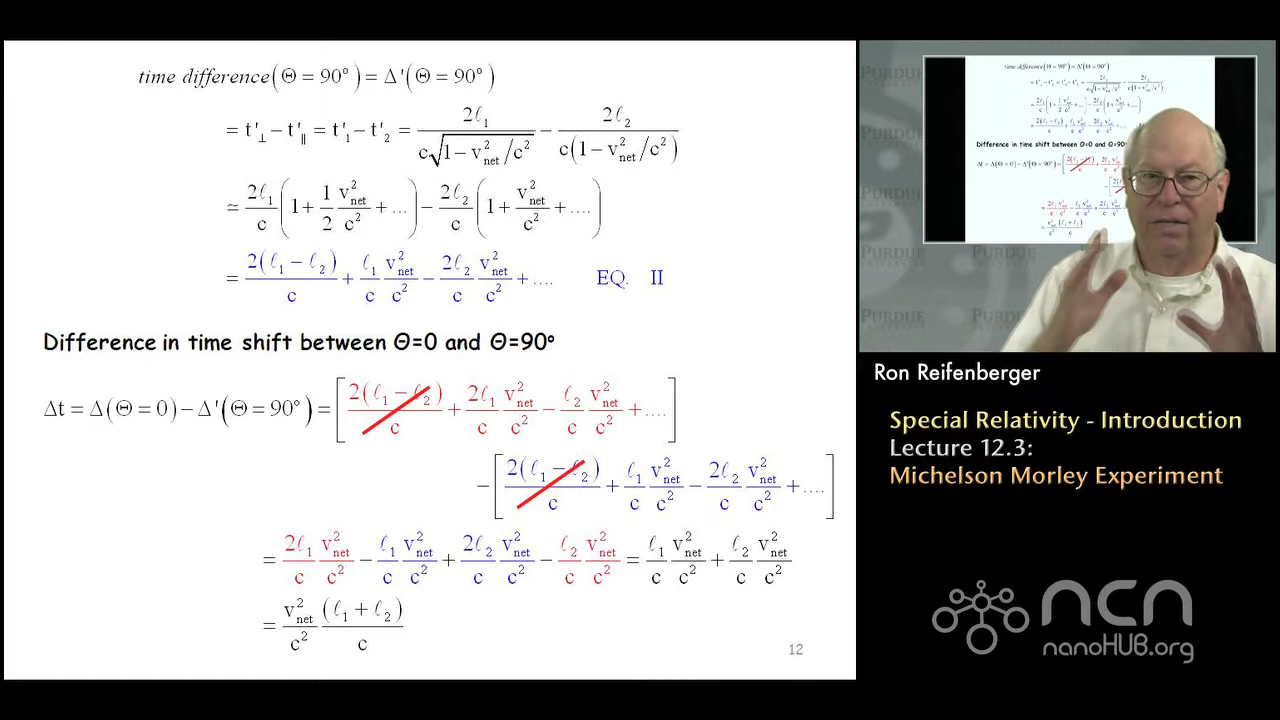 time difference(Θ = 90°) = Δ'(Θ = 90°)
= t'⊥ − t'∥ = t'₁ − t'₂ = 2ℓ₁ / c√(1 − v²net/c²) − 2ℓ₂ / c(1 − v²net/c²)
≃ 2ℓ₁/c (1 + 1/2 v²net/c² + ...) − 2ℓ₂/c (1 + v²net/c² + ....)
= 2(ℓ₁ − ℓ₂)/c + ℓ₁/c v²net/c² − 2ℓ₂/c v²net/c² + .... EQ. II
Difference in time shift between Θ=0 and Θ=90°
Δt = Δ(Θ = 0) − Δ'(Θ = 90°) = [2(ℓ₁ − ℓ₂)/c + 2ℓ₁/c v²net/c² − ℓ₂/c v²net/c² + ....]
− [2(ℓ₁ − ℓ₂)/c + ℓ₁/c v²net/c² − 2ℓ₂/c v²net/c² + ....]
= 2ℓ₁/c v²net/c² − ℓ₁/c v²net/c² + 2ℓ₂/c v²net/c² − ℓ₂/c v²net/c² = ℓ₁/c v²net/c² + ℓ₂/c v²net/c²
= v²net/c² (ℓ₁ + ℓ₂)/c
12
Ron Reifenberger
Special Relativity - Introduction
Lecture 12.3:
Michelson Morley Experiment
ncn
nanoHUB.org